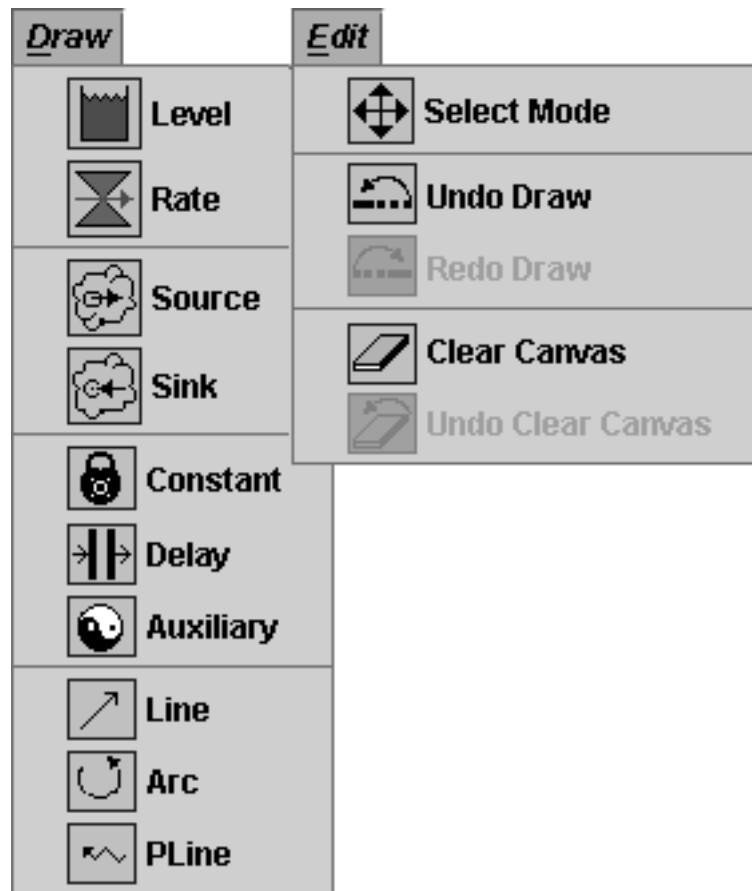 Draw
Level
Rate
Source
Sink
Constant
Delay
Auxiliary
Line
Arc
PLine
Edit
Select Mode
Undo Draw
Redo Draw
Clear Canvas
Undo Clear Canvas